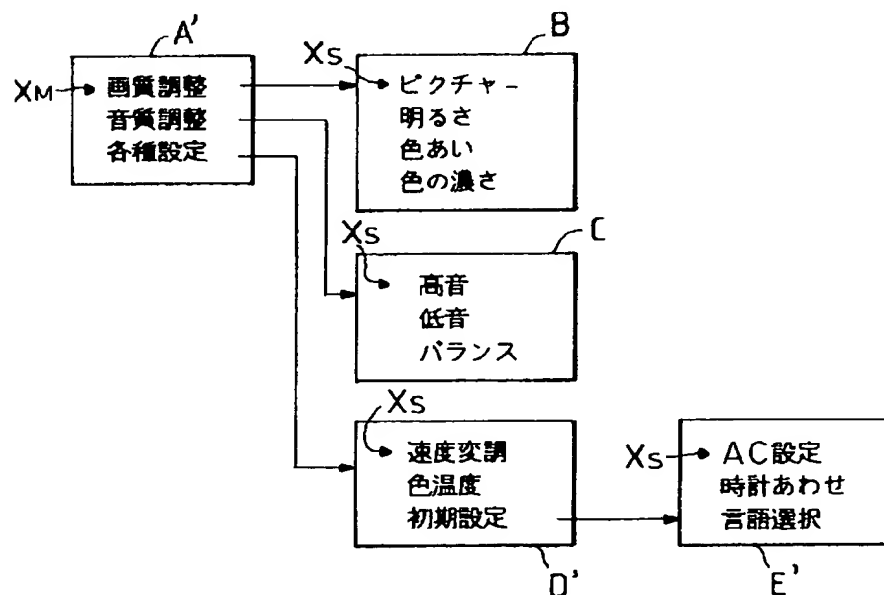 A'
XM
画質調整
音質調整
各種設定
B
XS
ピクチャー
明るさ
色あい
色の濃さ
C
XS
高音
低音
バランス
XS
速度変調
色温度
初期設定
D'
XS
AC設定
時計あわせ
言語選択
E'